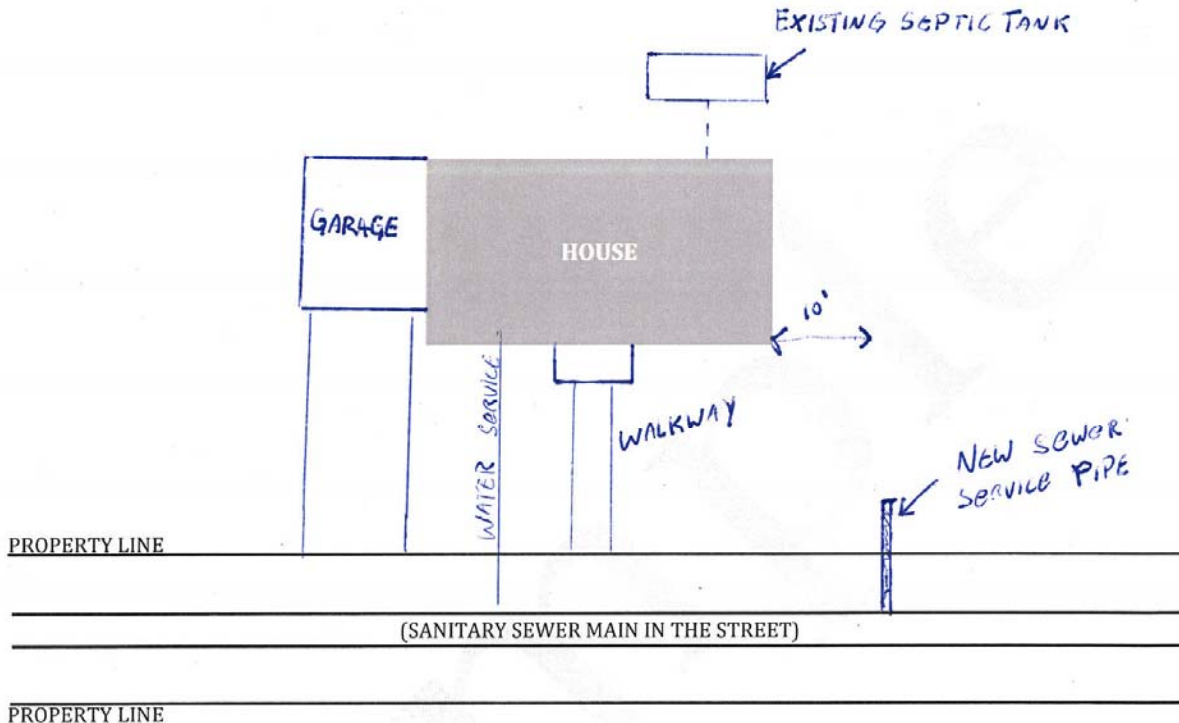 EXISTING SEPTIC TANK
GARAGE
HOUSE
10'
WATER SERVICE
WALKWAY
NEW SEWER
SERVICE PIPE
PROPERTY LINE
(SANITARY SEWER MAIN IN THE STREET)
PROPERTY LINE